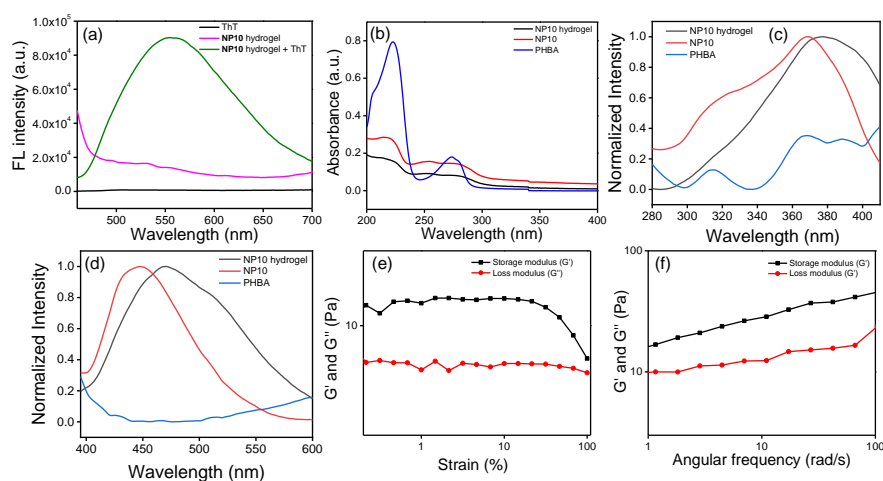 (a)
ThT
NP10 hydrogel
NP10 hydrogel + ThT
FL intensity (a.u.)
1.0x10⁵
8.0x10⁴
6.0x10⁴
4.0x10⁴
2.0x10⁴
0.0
500 550 600 650 700
Wavelength (nm)
(b)
NP10 hydrogel
NP10
PHBA
Absorbance (a.u.)
0.8
0.6
0.4
0.2
0.0
200 250 300 350 400
Wavelength (nm)
(c)
NP10 hydrogel
NP10
PHBA
Normalized Intensity
1.0
0.8
0.6
0.4
0.2
0.0
280 300 320 340 360 380 400
Wavelength (nm)
(d)
NP10 hydrogel
NP10
PHBA
Normalized Intensity
1.0
0.8
0.6
0.4
0.2
0.0
400 450 500 550 600
Wavelength (nm)
(e)
Storage modulus (G')
Loss modulus (G'')
G' and G'' (Pa)
10
1 10 100
Strain (%)
(f)
Storage modulus (G')
Loss modulus (G')
G' and G'' (Pa)
100
10
1 10 100
Angular frequency (rad/s)